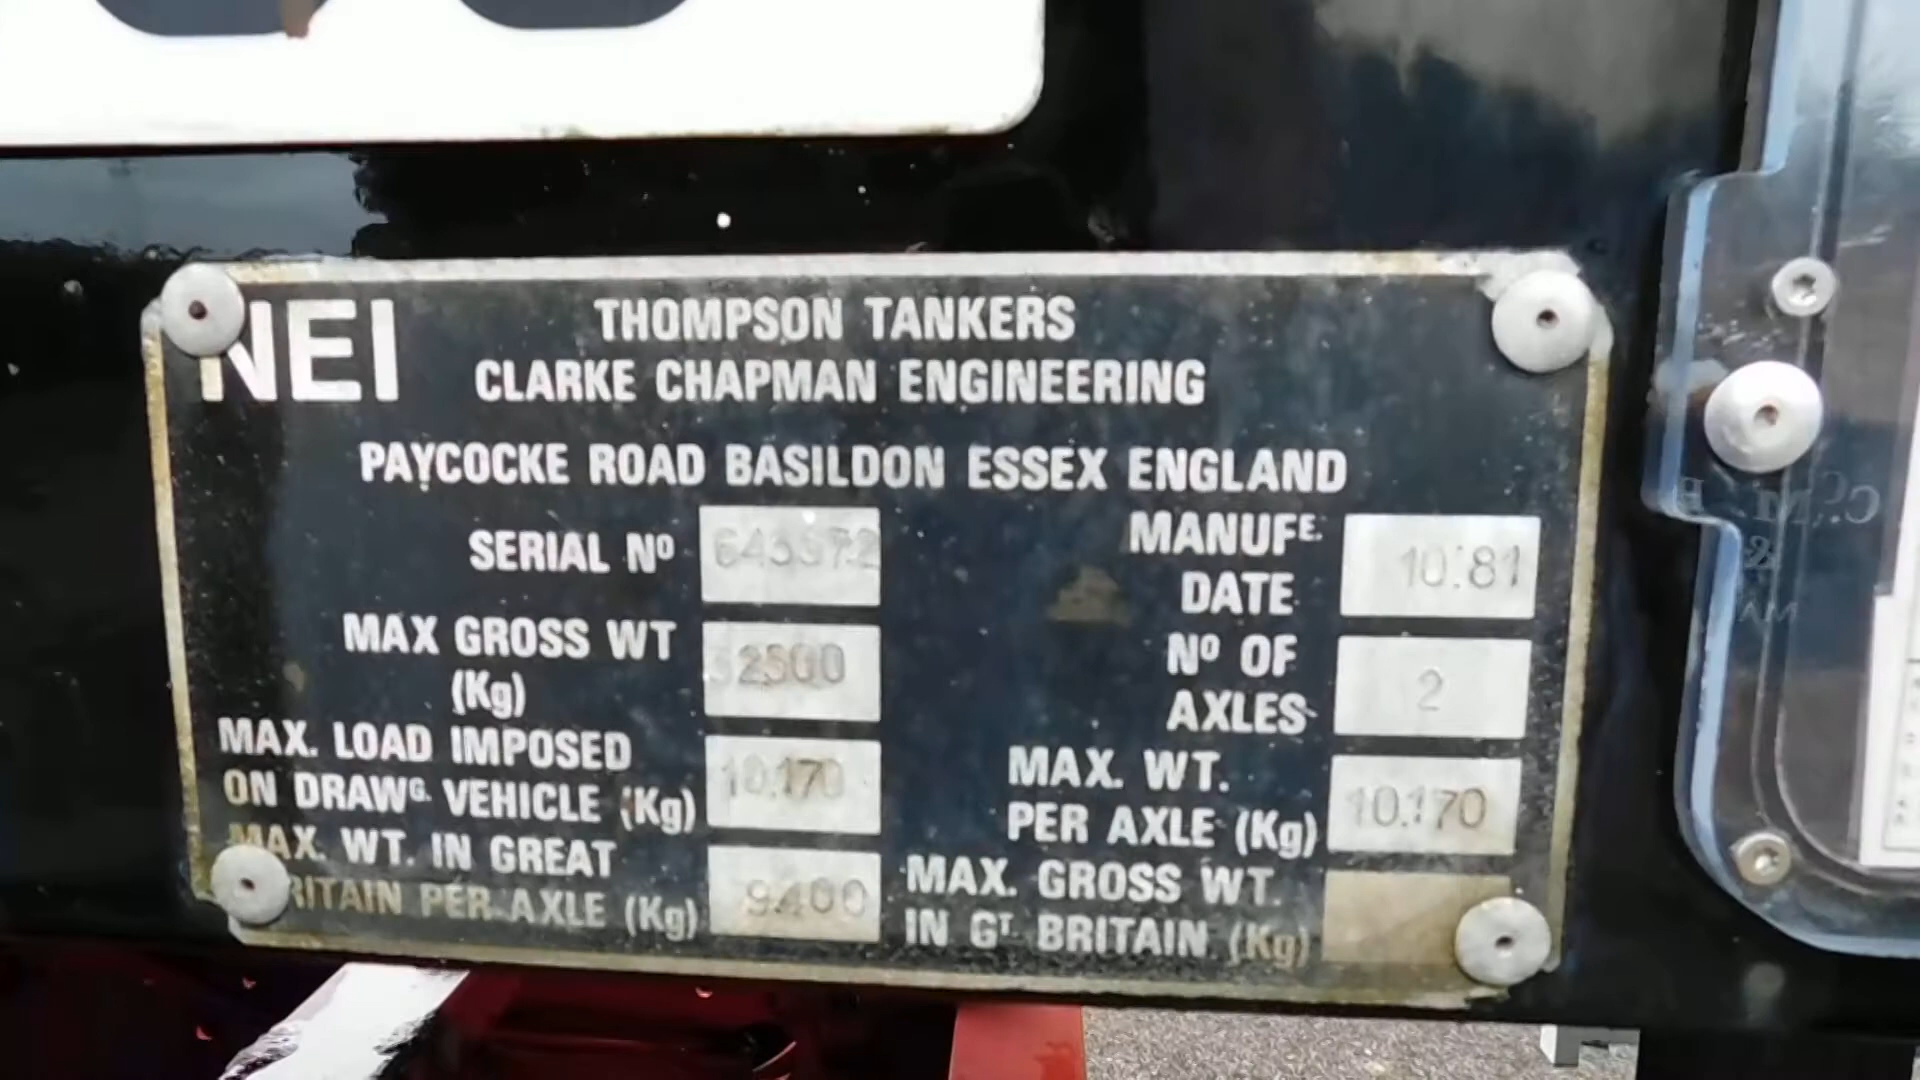 NEI
THOMPSON TANKERS
CLARKE CHAPMAN ENGINEERING
PAYCOCKE ROAD BASILDON ESSEX ENGLAND
SERIAL Nº
MANUFE. DATE 10.81
MAX GROSS WT (Kg) 32500
Nº OF AXLES 2
MAX. LOAD IMPOSED ON DRAWG. VEHICLE (Kg) 10.170
MAX. WT. PER AXLE (Kg) 10.170
MAX. WT. IN GREAT BRITAIN PER AXLE (Kg) 9.400
MAX. GROSS WT. IN GT. BRITAIN (Kg)